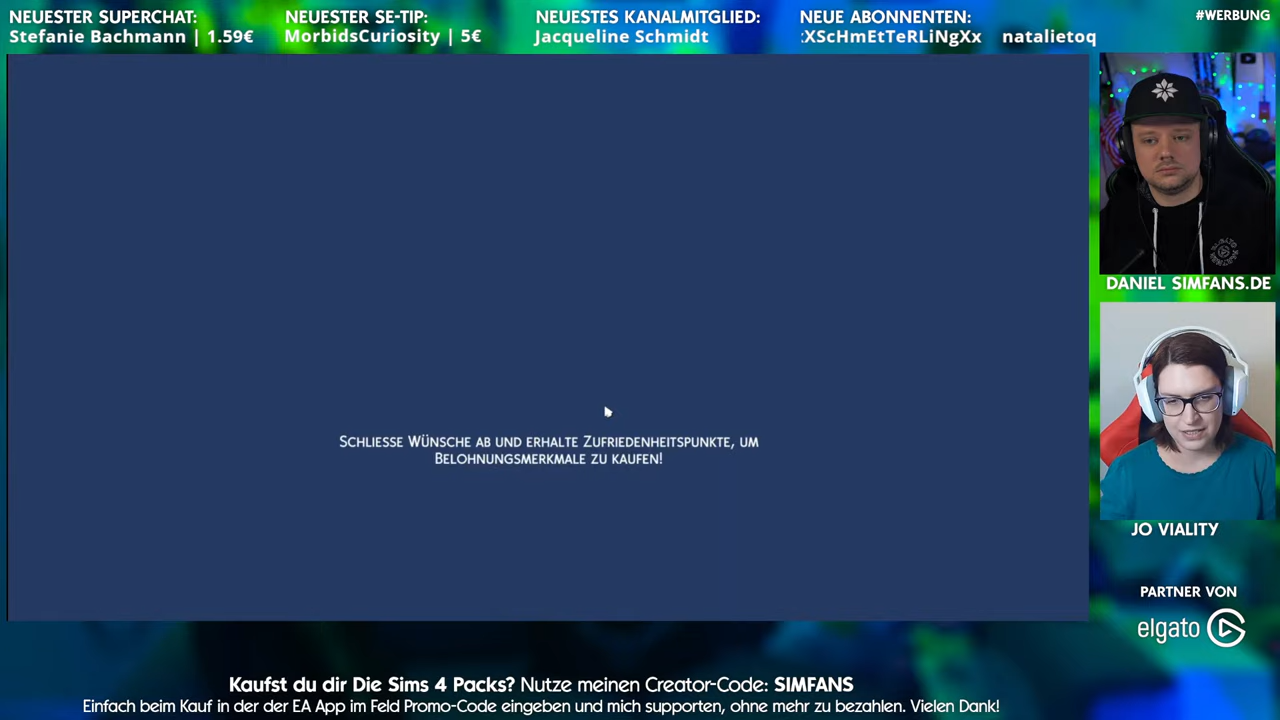 NEUESTER SUPERCHAT:
Stefanie Bachmann | 1.59€
NEUESTER SE-TIP:
MorbidsCuriosity | 5€
NEUESTES KANALMITGLIED:
Jacqueline Schmidt
NEUE ABONNENTEN:
XScHmEtTeRLiNgXx natalietoq
#WERBUNG
SCHLIESSE WÜNSCHE AB UND ERHALTE ZUFRIEDENHEITSPUNKTE, UM
BELOHNUNGSMERKMALE ZU KAUFEN!
DANIEL SIMFANS.DE
JO VIALITY
PARTNER VON
elgato
Kaufst du dir Die Sims 4 Packs? Nutze meinen Creator-Code: SIMFANS
Einfach beim Kauf in der der EA App im Feld Promo-Code eingeben und mich supporten, ohne mehr zu bezahlen. Vielen Dank!